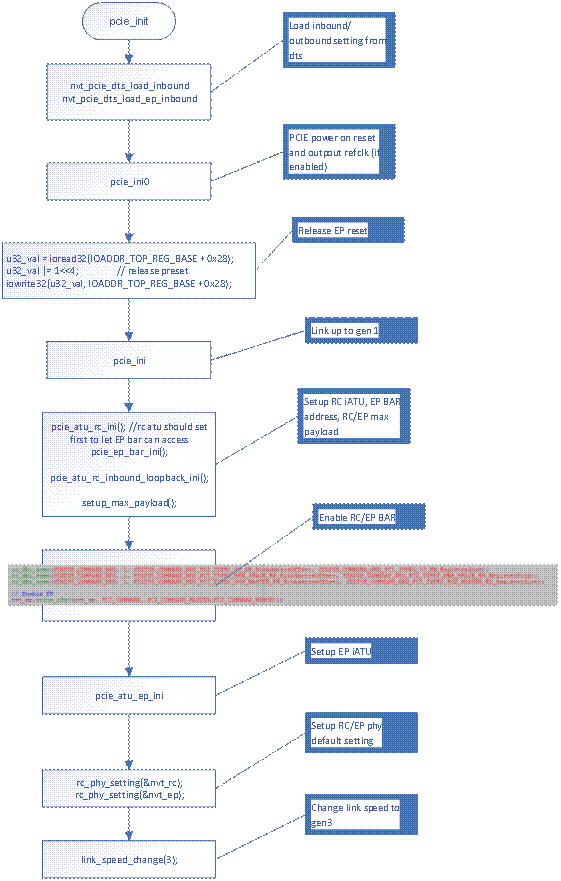 pcie_init
Load inbound/
outbound setting from
dts
nvt_pcie_dts_load_inbound
nvt_pcie_dts_load_ep_inbound
PCIE power on reset
and outpout refclk (if
enabled)
pcie_ini0
Release EP reset
u32_val = ioread32(IOADDR_TOP_REG_BASE + 0x28);
u32_val |= 1<<4; // release preset
iowrite32(u32_val, IOADDR_TOP_REG_BASE + 0x28);
Link up to gen 1
pcie_ini
Setup RC iATU, EP BAR
address, RC/EP max
payload
pcie_atu_rc_ini(); //rc atu should set
first to let EP bar can access
pcie_ep_bar_ini();
pcie_atu_rc_inbound_loopback_ini();
setup_max_payload();
Enable RC/EP BAR
// Enable EP
Setup EP iATU
pcie_atu_ep_ini
Setup RC/EP phy
default setting
rc_phy_setting(&nvt_rc);
rc_phy_setting(&nvt_ep);
Change link speed to
gen3
link_speed_change(3);